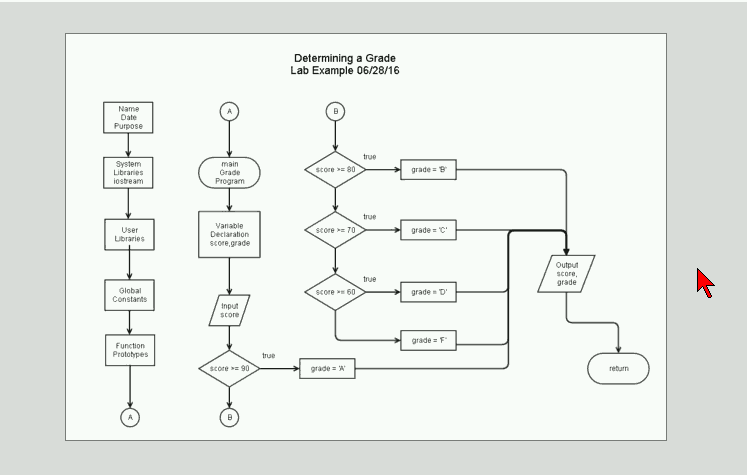 Determining a Grade
Lab Example 06/28/16
Name
Date
Purpose
System
Libraries
iostream
User
Libraries
Global
Constants
Function
Prototypes
A
A
main
Grade
Program
Variable
Declaration
score,grade
Input
score
score >= 90
true
grade = 'A'
B
B
score >= 80
true
grade = 'B'
score >= 70
true
grade = 'C'
score >= 60
true
grade = 'D'
grade = 'F'
Output
score,
grade
return